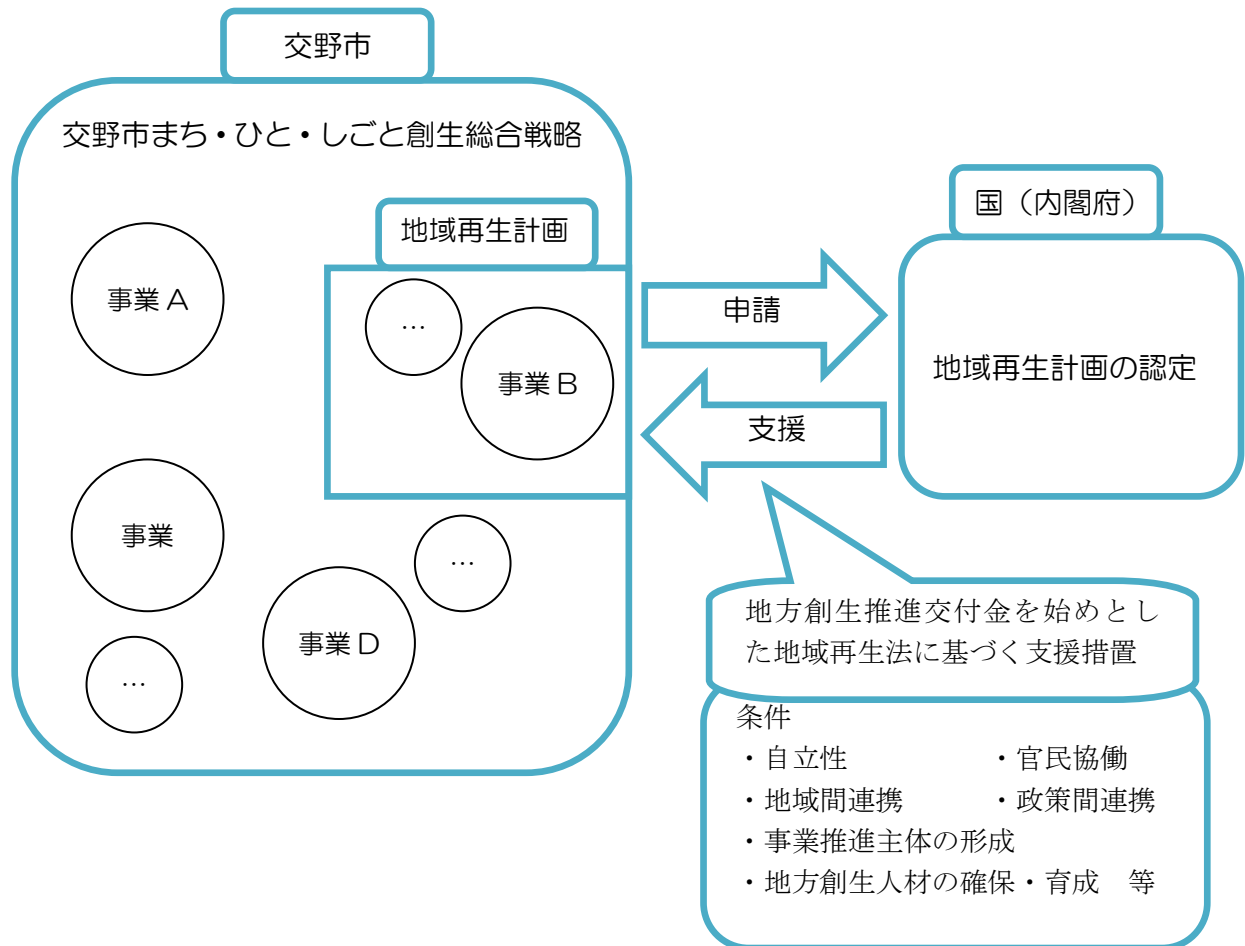 交野市
交野市まち・ひと・しごと創生総合戦略
地域再生計画
事業A
…
事業B
事業
…
事業D
…
申請
支援
国（内閣府）
地域再生計画の認定
地方創生推進交付金を始めとし
た地域再生法に基づく支援措置
条件
・自立性　　　　　・官民協働
・地域間連携　　　・政策間連携
・事業推進主体の形成
・地方創生人材の確保・育成　等